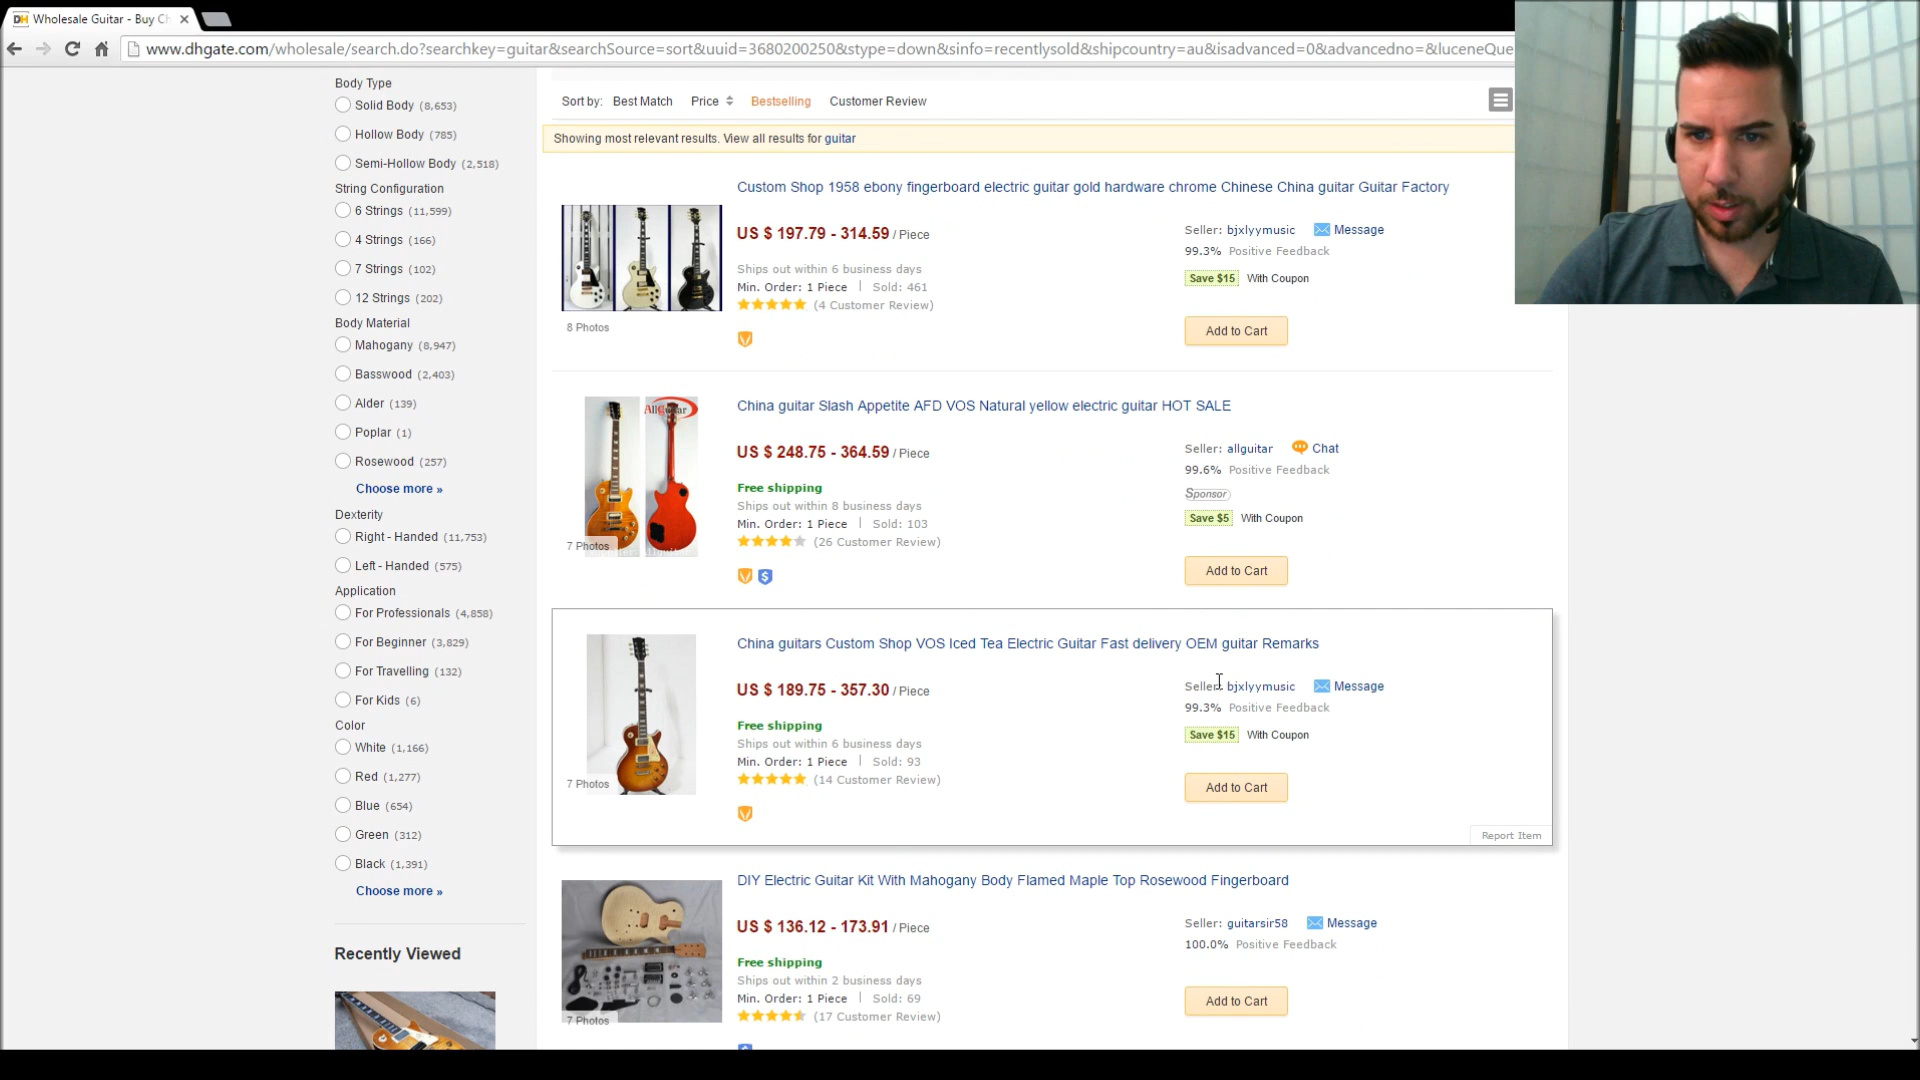 DH Wholesale Guitar - Buy Ch
www.dhgate.com/wholesale/search.do?searchkey=guitar&searchSource=sort&uuid=3680200250&stype=down&sinfo=recentlysold&shipcountry=au&isadvanced=0&advancedno=&luceneQue
Body Type
Solid Body (8,653)
Hollow Body (785)
Semi-Hollow Body (2,518)
String Configuration
6 Strings (11,599)
4 Strings (166)
7 Strings (102)
12 Strings (202)
Body Material
Mahogany (8,947)
Basswood (2,403)
Alder (139)
Poplar (1)
Rosewood (257)
Choose more »
Dexterity
Right - Handed (11,753)
Left - Handed (575)
Application
For Professionals (4,858)
For Beginner (3,829)
For Travelling (132)
For Kids (6)
Color
White (1,166)
Red (1,277)
Blue (654)
Green (312)
Black (1,391)
Choose more »
Recently Viewed
Sort by: Best Match Price Bestselling Customer Review
Showing most relevant results. View all results for guitar
Custom Shop 1958 ebony fingerboard electric guitar gold hardware chrome Chinese China guitar Guitar Factory
US $ 197.79 - 314.59 / Piece
Ships out within 6 business days
Min. Order: 1 Piece | Sold: 461
(4 Customer Review)
8 Photos
Seller: bjxlyymusic Message
99.3% Positive Feedback
Save $15 With Coupon
Add to Cart
China guitar Slash Appetite AFD VOS Natural yellow electric guitar HOT SALE
US $ 248.75 - 364.59 / Piece
Free shipping
Ships out within 8 business days
Min. Order: 1 Piece | Sold: 103
(26 Customer Review)
AllGuitar
7 Photos
Seller: allguitar Chat
99.6% Positive Feedback
Sponsor
Save $5 With Coupon
Add to Cart
China guitars Custom Shop VOS Iced Tea Electric Guitar Fast delivery OEM guitar Remarks
US $ 189.75 - 357.30 / Piece
Free shipping
Ships out within 6 business days
Min. Order: 1 Piece | Sold: 93
(14 Customer Review)
7 Photos
Seller: bjxlyymusic Message
99.3% Positive Feedback
Save $15 With Coupon
Add to Cart
Report Item
DIY Electric Guitar Kit With Mahogany Body Flamed Maple Top Rosewood Fingerboard
US $ 136.12 - 173.91 / Piece
Free shipping
Ships out within 2 business days
Min. Order: 1 Piece | Sold: 69
(17 Customer Review)
7 Photos
Seller: guitarsir58 Message
100.0% Positive Feedback
Add to Cart